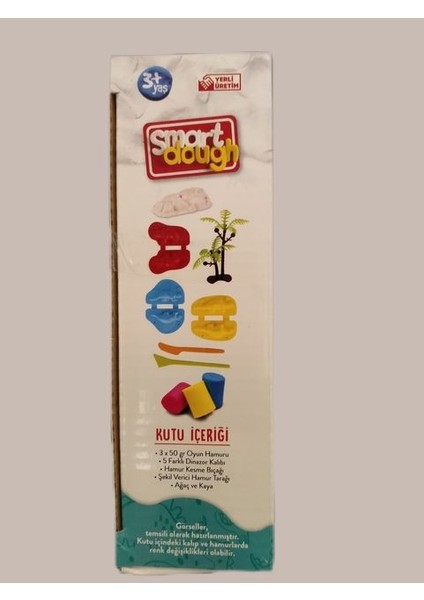 3+
yaş
YERLİ
ÜRETİM
smart
dough
KUTU İÇERİĞİ
• 3 x 50 gr Oyun Hamuru
• 5 Farklı Dinazor Kalıbı
• Hamur Kesme Bıçağı
• Şekil Verici Hamur Tarağı
• Ağaç ve Kaya
Görseller,
temsili olarak hazırlanmıştır.
Kutu içindeki kalıp ve hamurlarda
renk değişiklikleri olabilir.